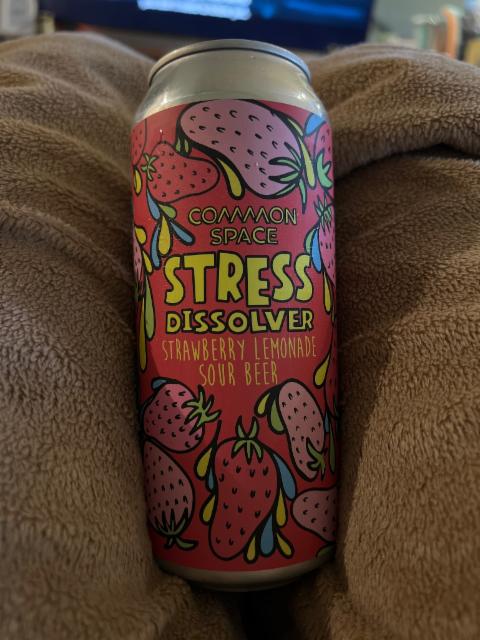 COMMON
SPACE
STRESS
DISSOLVER
STRAWBERRY LEMONADE
SOUR BEER